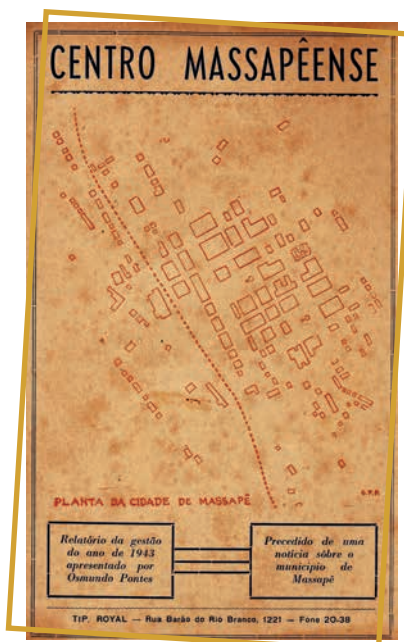 CENTRO MASSAPÊENSE
PLANTA DA CIDADE DE MASSAPÊ
Relatório da gestão
do ano de 1943
apresentado por
Osmundo Pontes
Precedido de uma
notícia sôbre o
município de
Massapê
TIP. ROYAL — Rua Barão do Rio Branco, 1221 — Fone 20-38